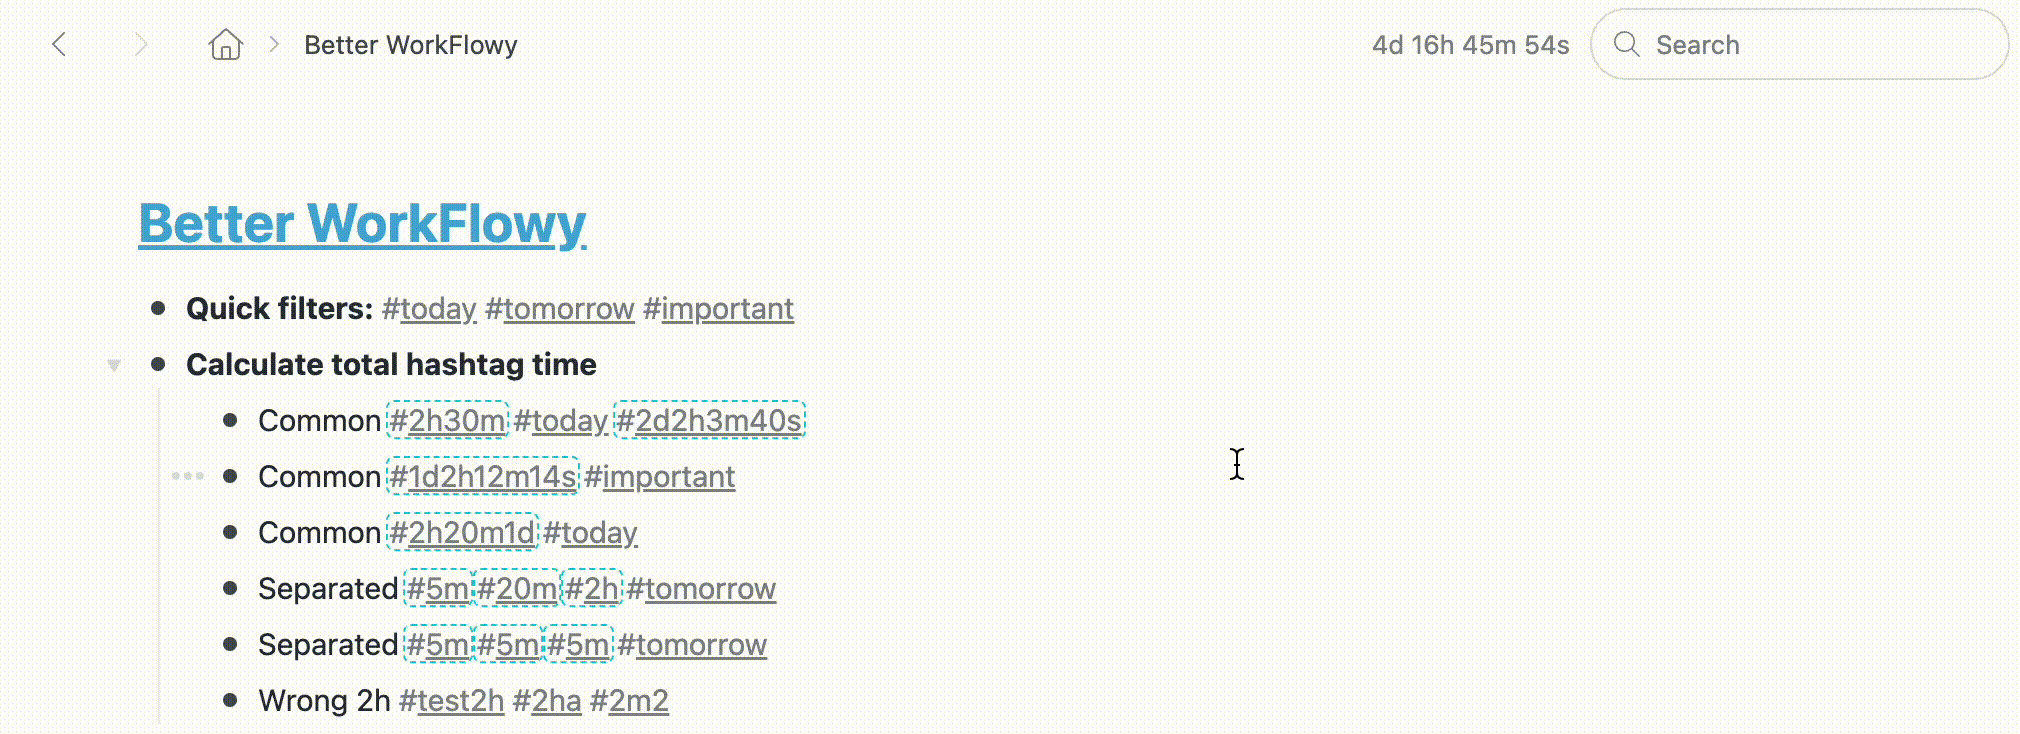 Better WorkFlowy 4d 16h 45m 54s Search
Better WorkFlowy
Quick filters: #today #tomorrow #important
Calculate total hashtag time
Common #2h30m #today #2d2h3m40s
Common #1d2h12m14s #important
Common #2h20m1d #today
Separated #5m #20m #2h #tomorrow
Separated #5m #5m #5m #tomorrow
Wrong 2h #test2h #2ha #2m2